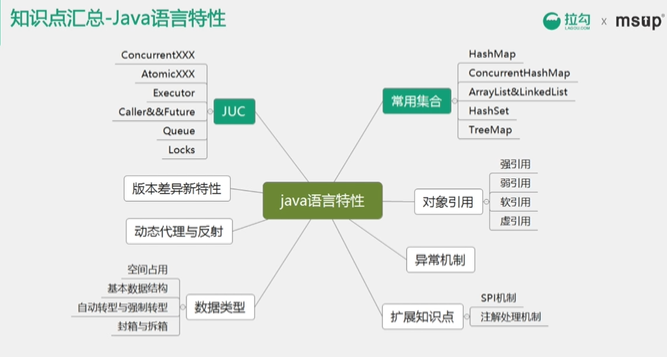 知识点汇总-Java语言特性
拉勾
LAGOU.COM
x
msup
ConcurrentXXX
AtomicXXX
Executor
Caller&&Future
Queue
Locks
JUC
版本差异新特性
动态代理与反射
空间占用
基本数据结构
自动转型与强制转型
封箱与拆箱
数据类型
java语言特性
常用集合
HashMap
ConcurrentHashMap
ArrayList&LinkedList
HashSet
TreeMap
对象引用
强引用
弱引用
软引用
虚引用
异常机制
扩展知识点
SPI机制
注解处理机制